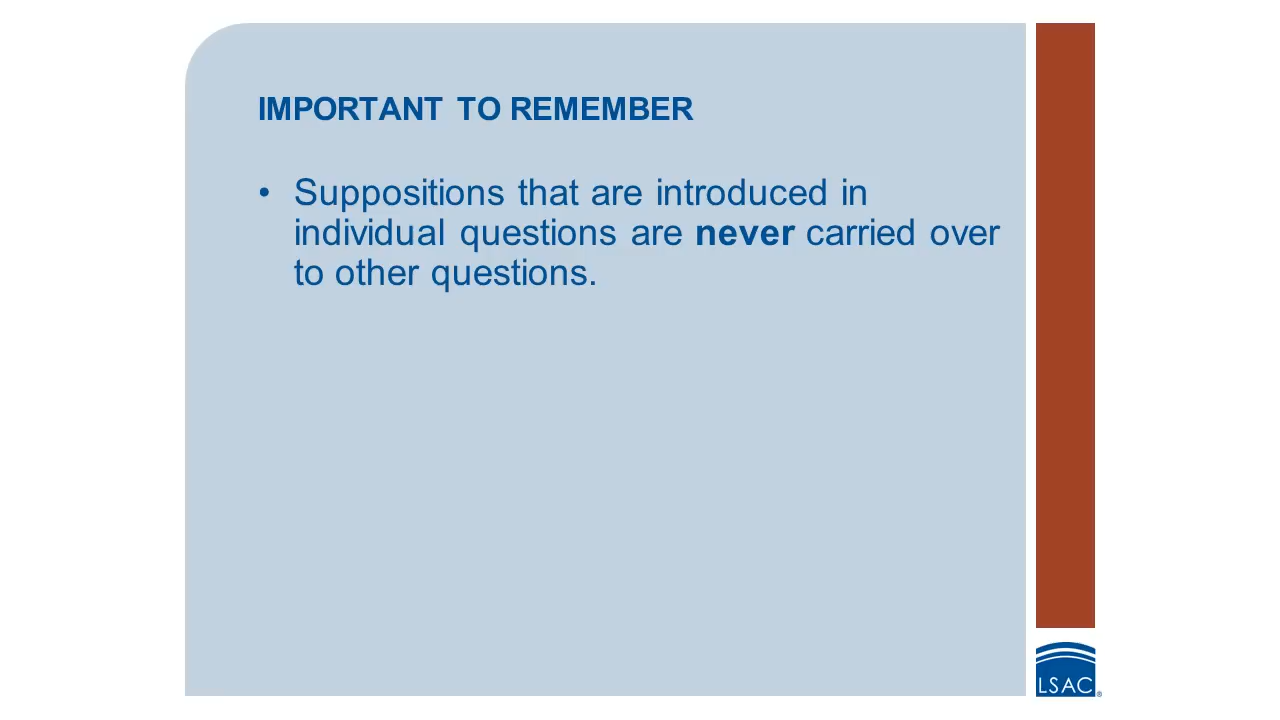 IMPORTANT TO REMEMBER
• Suppositions that are introduced in
individual questions are never carried over
to other questions.
LSAC®